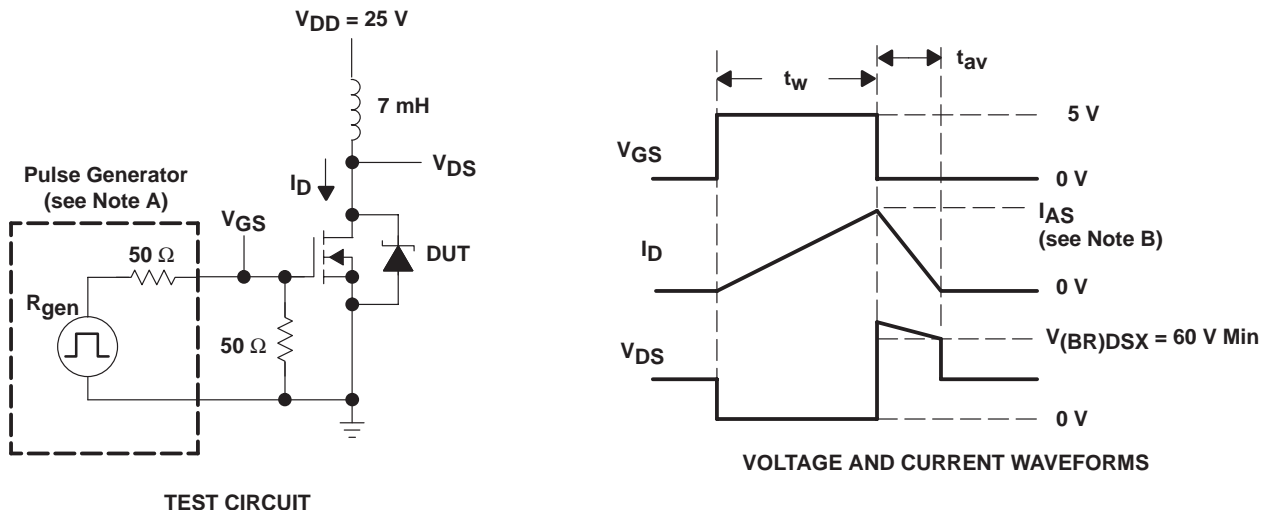 VDD = 25 V
7 mH
VDS
ID
Pulse Generator
(see Note A)
VGS
50 Ω
DUT
Rgen
50 Ω
TEST CIRCUIT
tw
tav
5 V
VGS
0 V
IAS
(see Note B)
ID
0 V
V(BR)DSX = 60 V Min
VDS
0 V
VOLTAGE AND CURRENT WAVEFORMS